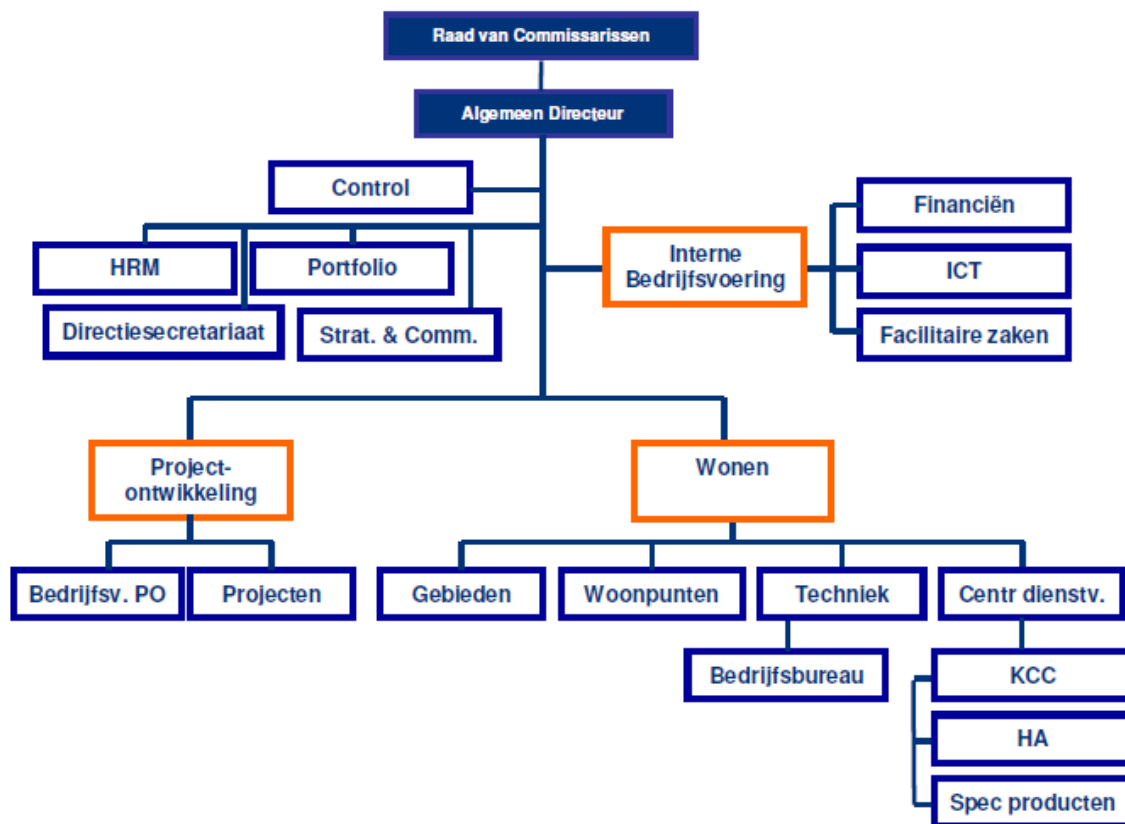 Raad van Commissarissen
Algemeen Directeur
Control
Financiën
HRM
Portfolio
Interne
Bedrijfsvoering
ICT
Directiesecretariaat
Strat. & Comm.
Facilitaire zaken
Project-
ontwikkeling
Wonen
Bedrijfsv. PO
Projecten
Gebieden
Woonpunten
Techniek
Centr dienstv.
Bedrijfsbureau
KCC
HA
Spec producten